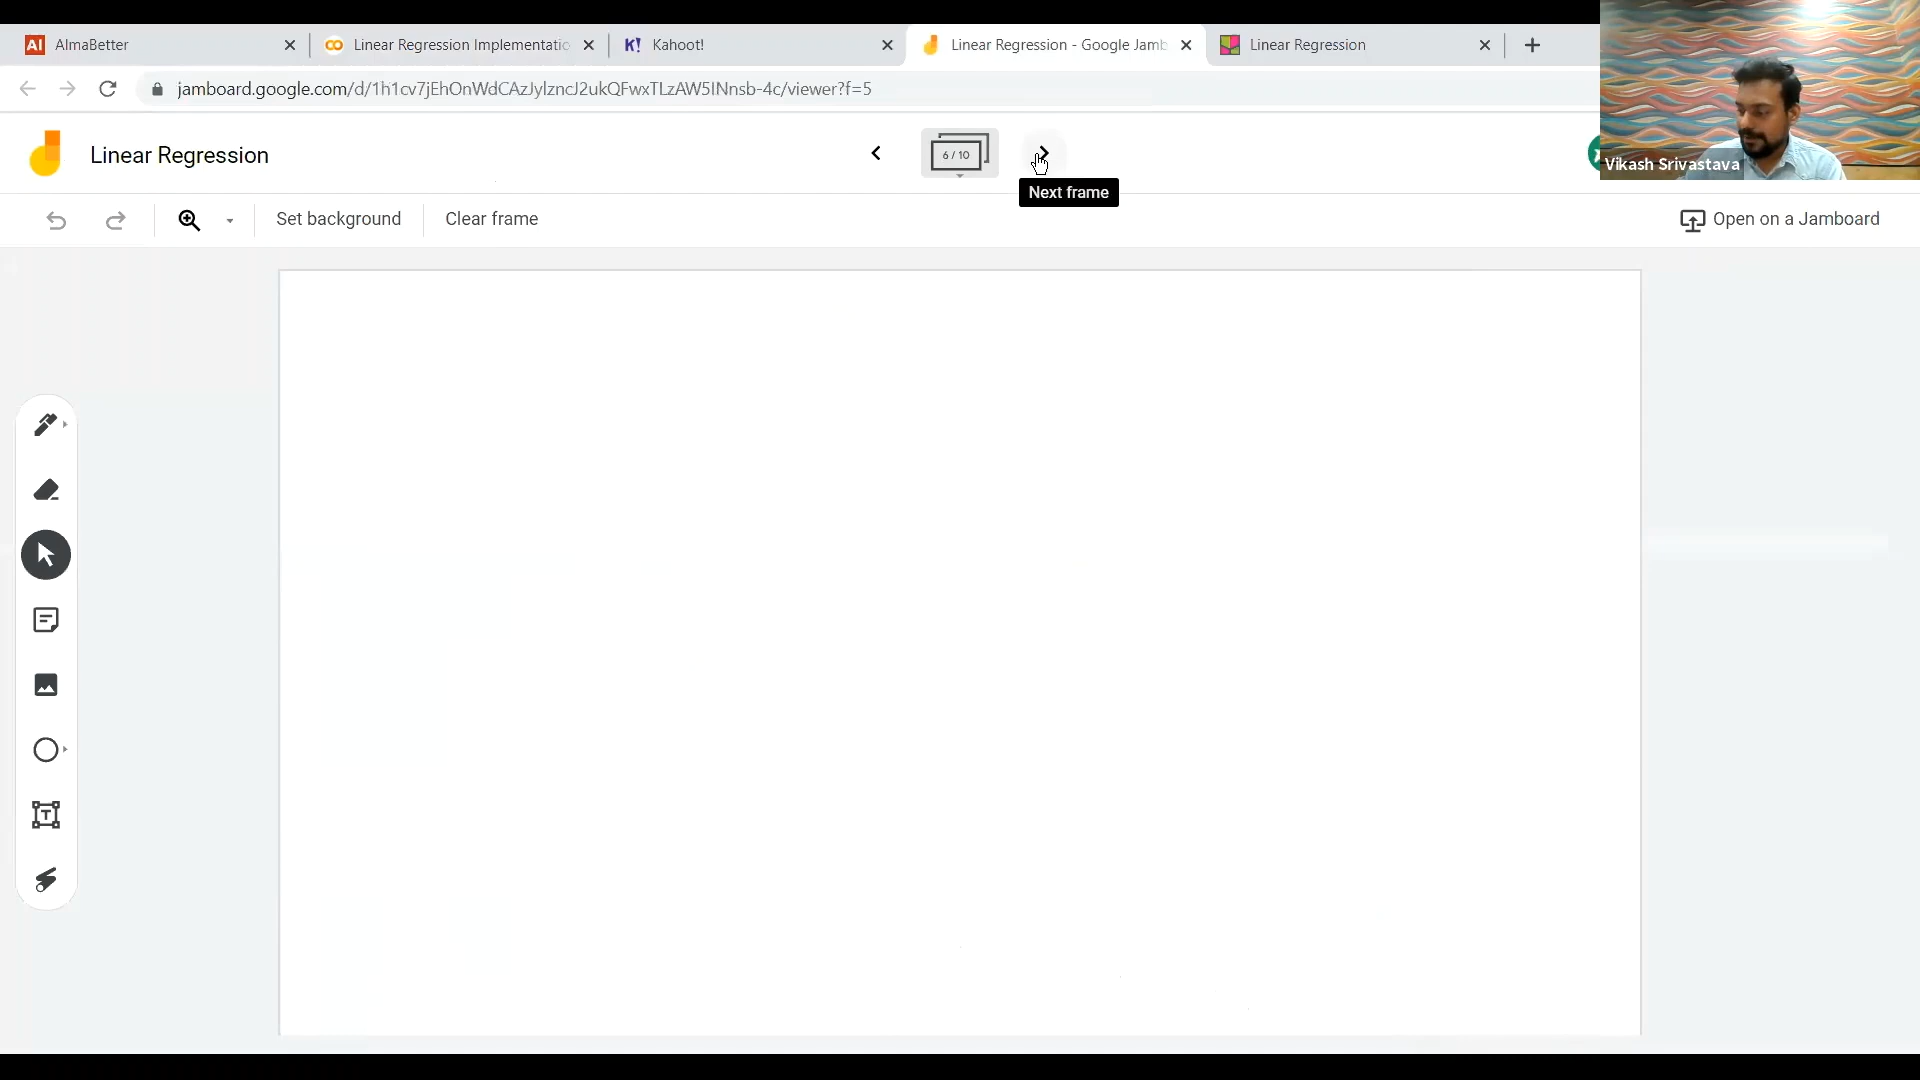 AlmaBetter
Linear Regression Implementatio
Kahoot!
Linear Regression - Google Jamb
Linear Regression
jamboard.google.com/d/1h1cv7jEhOnWdCAzJylzncJ2ukQFwxTLzAW5INnsb-4c/viewer?f=5
Linear Regression
6 / 10
Vikash Srivastava
Next frame
Set background
Clear frame
Open on a Jamboard